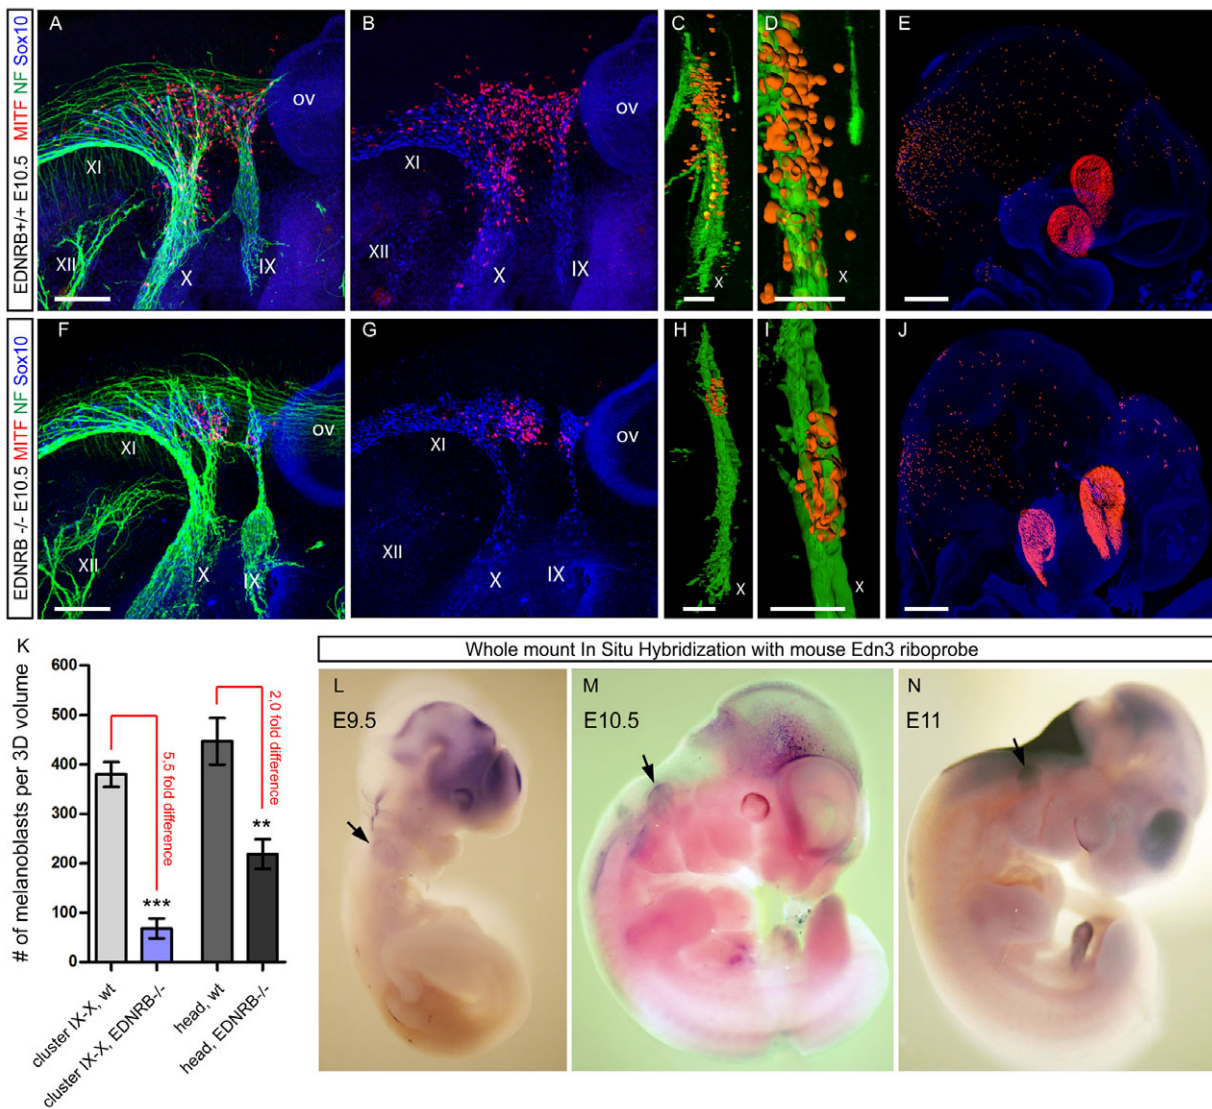 EDNRB+/+ E10.5 MITF NF Sox10
A
ov
XI
XII
X
IX
B
ov
XI
XII
X
IX
C
X
D
X
E
EDNRB -/- E10.5 MITF NF Sox10
F
ov
XI
XII
X
IX
G
ov
XI
XII
X
IX
H
X
I
X
J
K
# of melanoblasts per 3D volume
600
500
400
300
200
100
0
5,5 fold difference
2,0 fold difference
***
**
cluster IX-X, wt
cluster IX-X, EDNRB-/-
head, wt
head, EDNRB-/-
Whole mount In Situ Hybridization with mouse Edn3 riboprobe
L
E9.5
M
E10.5
N
E11